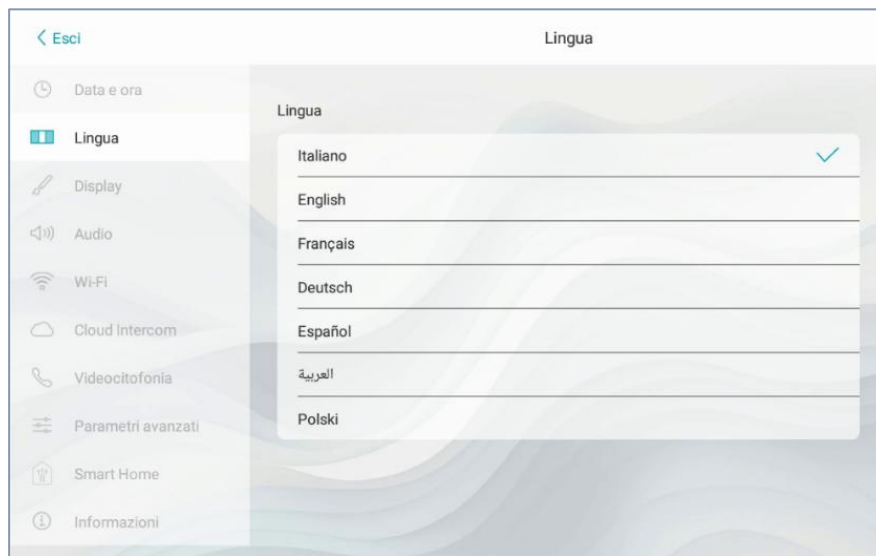 Esci
Lingua
Data e ora
Lingua
Display
Audio
Wi-Fi
Cloud Intercom
Videocitofonia
Parametri avanzati
Smart Home
Informazioni
Lingua
Italiano
English
Français
Deutsch
Español
العربية
Polski